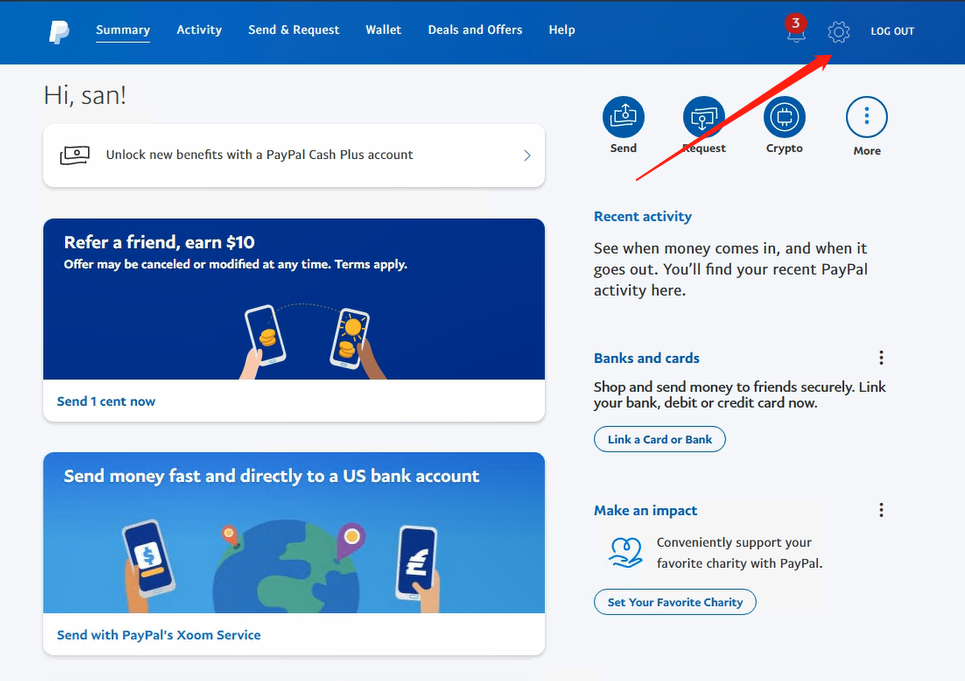 Summary
Activity
Send & Request
Wallet
Deals and Offers
Help
3
LOG OUT
Hi, san!
Unlock new benefits with a PayPal Cash Plus account
Refer a friend, earn $10
Offer may be canceled or modified at any time. Terms apply.
Send 1 cent now
Send money fast and directly to a US bank account
$
£
Send with PayPal's Xoom Service
Send
Request
Crypto
More
Recent activity
See when money comes in, and when it
goes out. You’ll find your recent PayPal
activity here.
Banks and cards
Shop and send money to friends securely. Link
your bank, debit or credit card now.
Link a Card or Bank
Make an impact
Conveniently support your
favorite charity with PayPal.
Set Your Favorite Charity